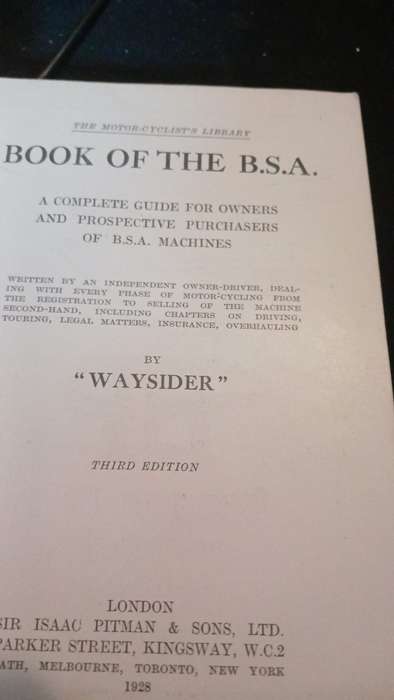 THE MOTOR-CYCLIST'S LIBRARY
BOOK OF THE B.S.A.
A COMPLETE GUIDE FOR OWNERS
AND PROSPECTIVE PURCHASERS
OF B.S.A. MACHINES
WRITTEN BY AN INDEPENDENT OWNER-DRIVER, DEAL-
ING WITH EVERY PHASE OF MOTOR-CYCLING FROM
THE REGISTRATION TO SELLING OF THE MACHINE
SECOND-HAND, INCLUDING CHAPTERS ON DRIVING,
TOURING, LEGAL MATTERS, INSURANCE, OVERHAULING
BY
"WAYSIDER"
THIRD EDITION
LONDON
SIR ISAAC PITMAN & SONS, LTD.
PARKER STREET, KINGSWAY, W.C.2
ATH, MELBOURNE, TORONTO, NEW YORK
1928